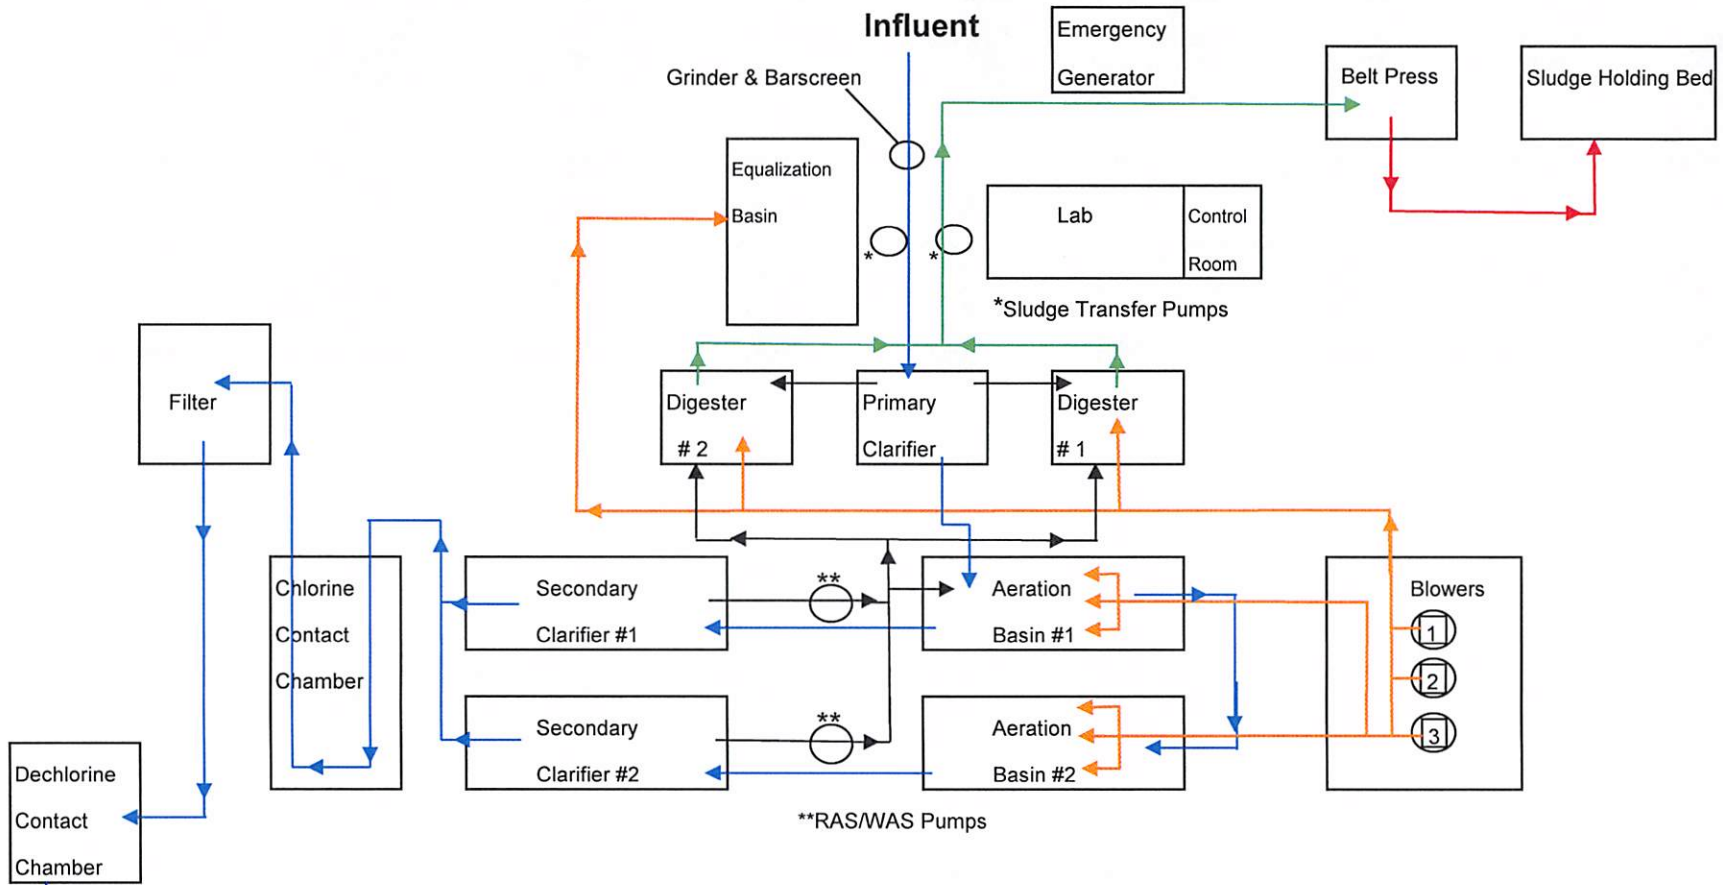 Influent
Emergency
Generator
Grinder & Barscreen
Belt Press
Sludge Holding Bed
Equalization
Basin
Lab
Control
Room
*
*
*Sludge Transfer Pumps
Filter
Digester
# 2
Primary
Clarifier
Digester
# 1
Chlorine
Contact
Chamber
Secondary
Clarifier #1
**
Aeration
Basin #1
Blowers
1
2
3
Secondary
Clarifier #2
**
Aeration
Basin #2
Dechlorine
Contact
Chamber
**RAS/WAS Pumps